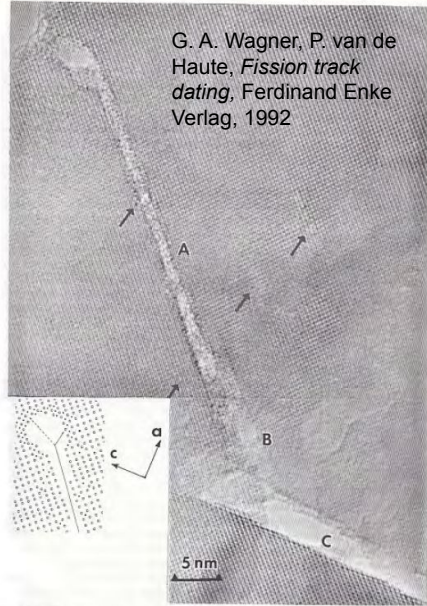 G. A. Wagner, P. van de
Haute, Fission track
dating, Ferdinand Enke
Verlag, 1992
A
a
c
B
C
5 nm